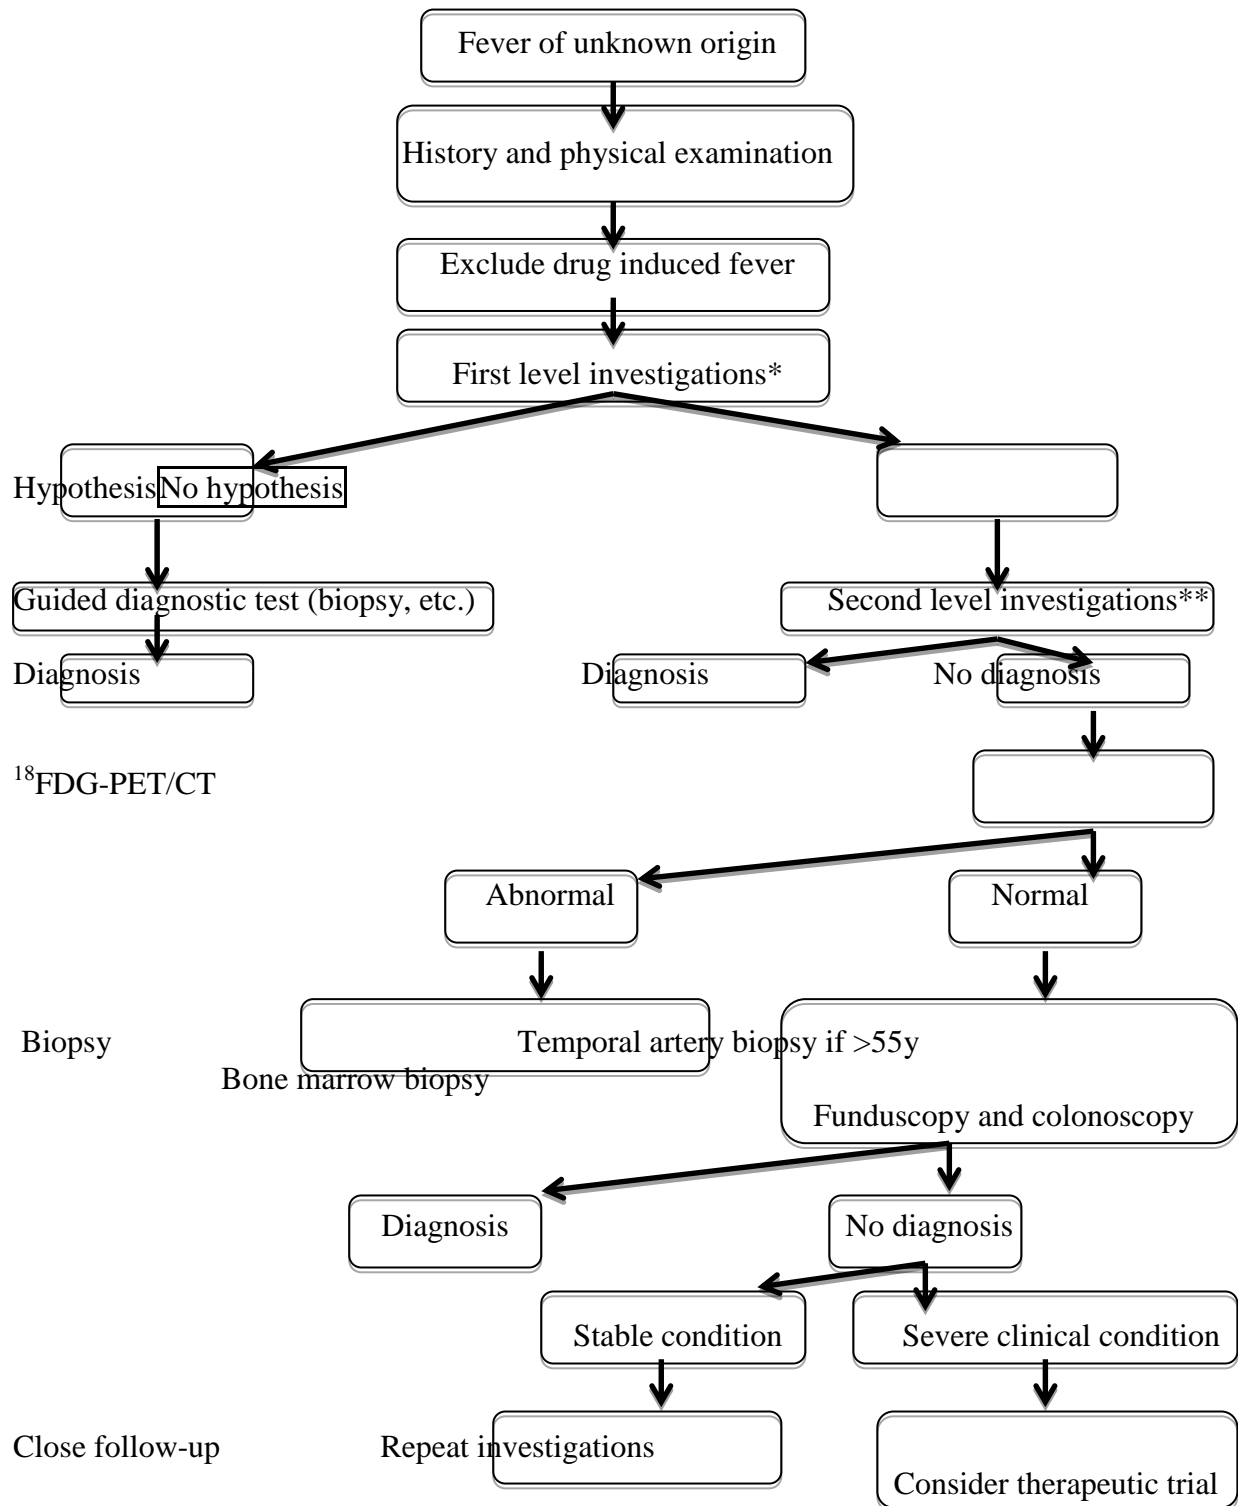 Fever of unknown origin
History and physical examination
Exclude drug induced fever
First level investigations*
Hypothesis No hypothesis
Guided diagnostic test (biopsy, etc.) Second level investigations**
Diagnosis Diagnosis No diagnosis
18FDG-PET/CT
Abnormal Normal
Biopsy Temporal artery biopsy if >55y
Bone marrow biopsy
Funduscopy and colonoscopy
Diagnosis No diagnosis
Stable condition Severe clinical condition
Close follow-up Repeat investigations
Consider therapeutic trial